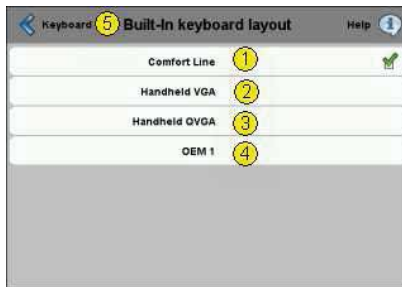 Keyboard 5 Built-In keyboard layout Help
Comfort Line 1
Handheld VGA 2
Handheld QVGA 3
OEM 1 4